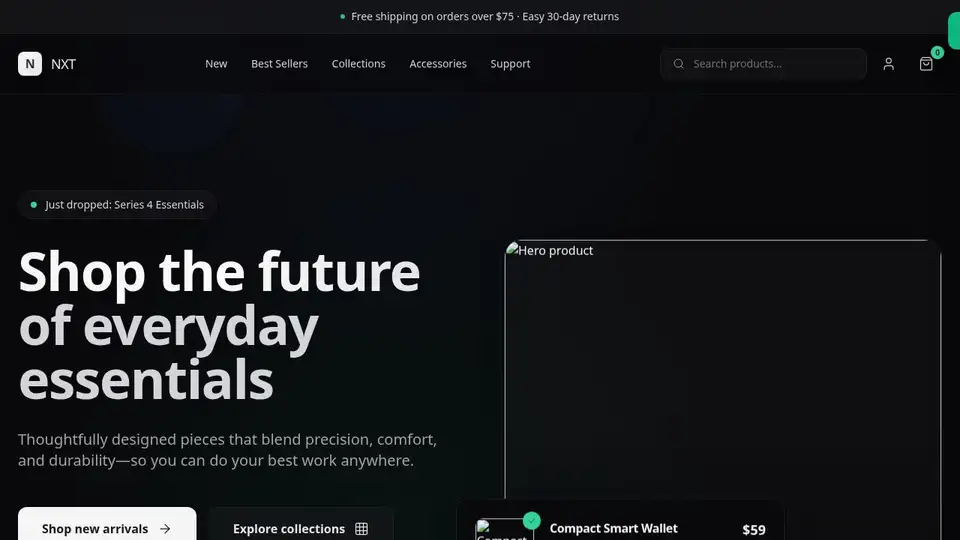 Free shipping on orders over $75 · Easy 30-day returns
N NXT
New Best Sellers Collections Accessories Support
Search products...
0
Just dropped: Series 4 Essentials
Shop the future
of everyday
essentials
Thoughtfully designed pieces that blend precision, comfort,
and durability—so you can do your best work anywhere.
Shop new arrivals
Explore collections
Hero product
Compact
Compact Smart Wallet
$59